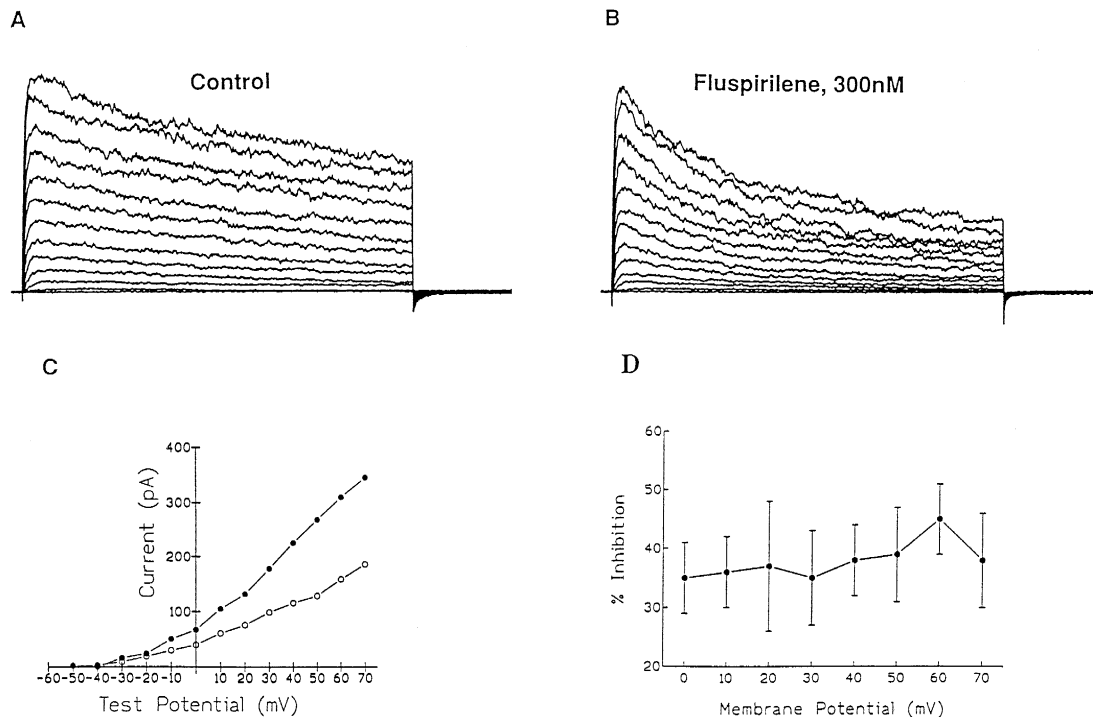 A
B
Control
Fluspirilene, 300nM
C
D
400
300
200
100
Current (pA)
-60 -50 -40 -30 -20 -10 0 10 20 30 40 50 60 70
Test Potential (mV)
60
50
40
30
20
% Inhibition
0 10 20 30 40 50 60 70
Membrane Potential (mV)